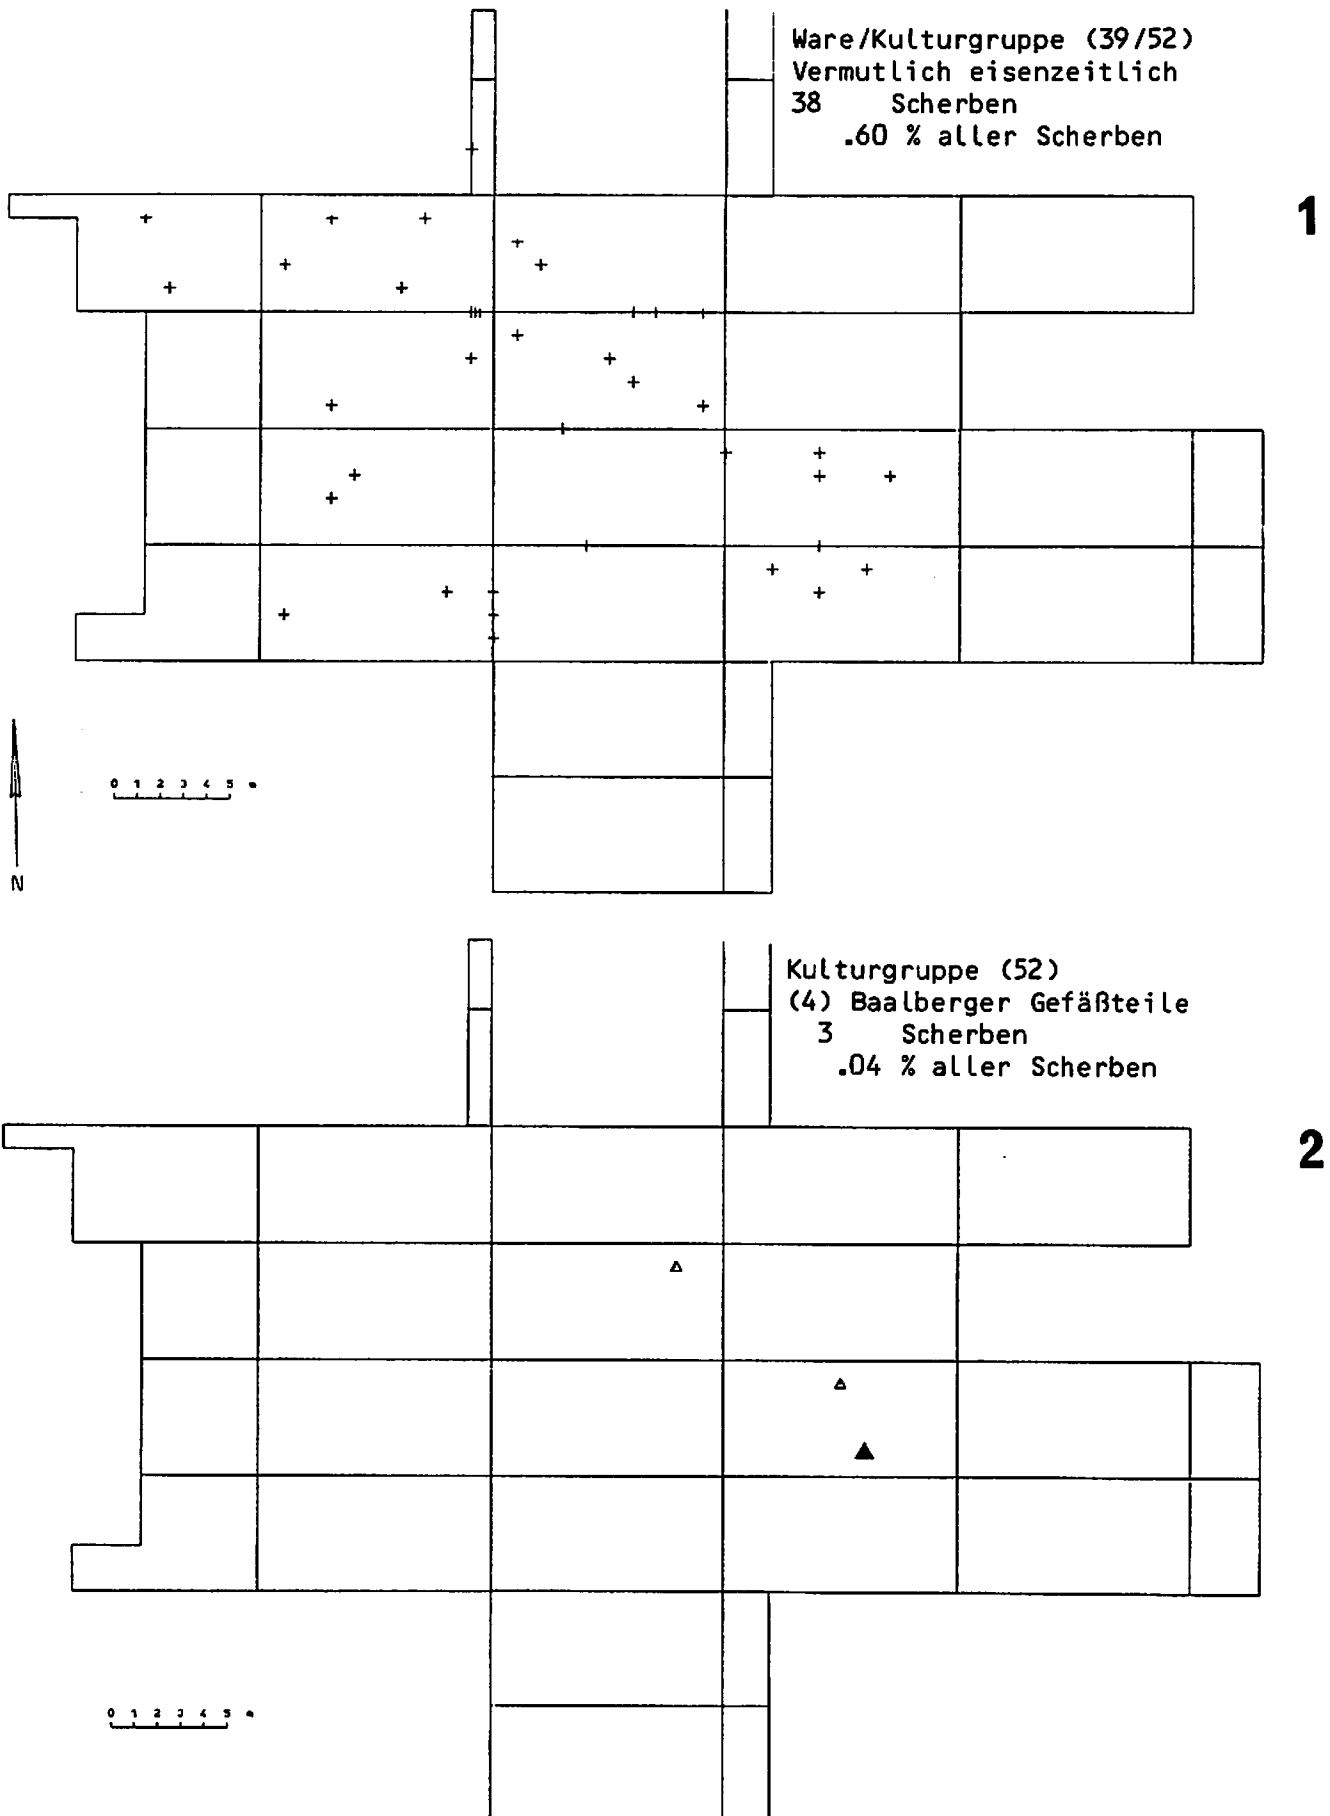 Ware/Kulturgruppe (39/52)
Vermutlich eisenzeitlich
38 Scherben
.60 % aller Scherben
1
0 1 2 3 4 5 m
N
Kulturgruppe (52)
(4) Baalberger Gefäßteile
3 Scherben
.04 % aller Scherben
2
0 1 2 3 4 5 m